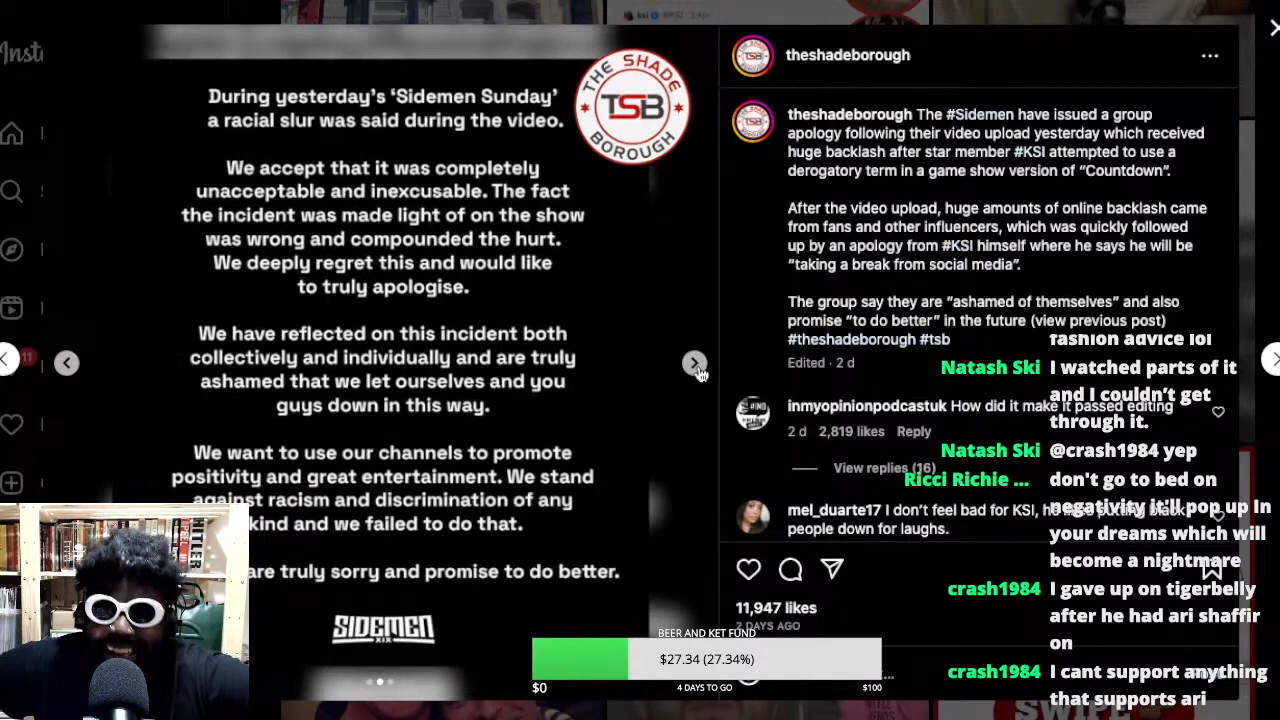 Inst
ksi @KSI · 3 Apr
During yesterday's 'Sidemen Sunday'
a racial slur was said during the video.
We accept that it was completely
unacceptable and inexcusable. The fact
the incident was made light of on the show
was wrong and compounded the hurt.
We deeply regret this and would like
to truly apologise.
We have reflected on this incident both
collectively and individually and are truly
ashamed that we let ourselves and you
guys down in this way.
We want to use our channels to promote
positivity and great entertainment. We stand
against racism and discrimination of any
kind and we failed to do that.
are truly sorry and promise to do better.
SIDEMEN
XIX
THE SHADE
TSB
BOROUGH
11
HITLER
theshadeborough
theshadeborough The #Sidemen have issued a group
apology following their video upload yesterday which received
huge backlash after star member #KSI attempted to use a
derogatory term in a game show version of "Countdown".
After the video upload, huge amounts of online backlash came
from fans and other influencers, which was quickly followed
up by an apology from #KSI himself where he says he will be
"taking a break from social media".
The group say they are "ashamed of themselves" and also
promise "to do better" in the future (view previous post)
#theshadeborough #tsb
Edited · 2 d
inmyopinionpodcastuk How did it make it passed editing
2 d 2,819 likes Reply
View replies (16)
mel_duarte17 I don't feel bad for KSI, he
people down for laughs.
11,947 likes
2 DAYS AGO
fashion advice lol
Natash Ski I watched parts of it
and I couldn't get
through it.
Natash Ski @crash1984 yep
Ricci Richie ... don't go to bed on
negativity it'll pop up In
your dreams which will
become a nightmare
crash1984 I gave up on tigerbelly
after he had ari shaffir
on
crash1984 I cant support anything
that supports ari
BEER AND KET FUND
$27.34 (27.34%)
$0 4 DAYS TO GO $100
SWIPE